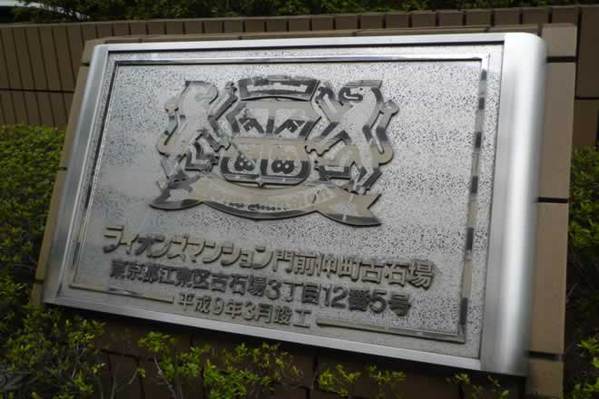 ライオンズマンション門前仲町古石場
東京都江東区古石場3丁目12番5号
平成9年3月竣工